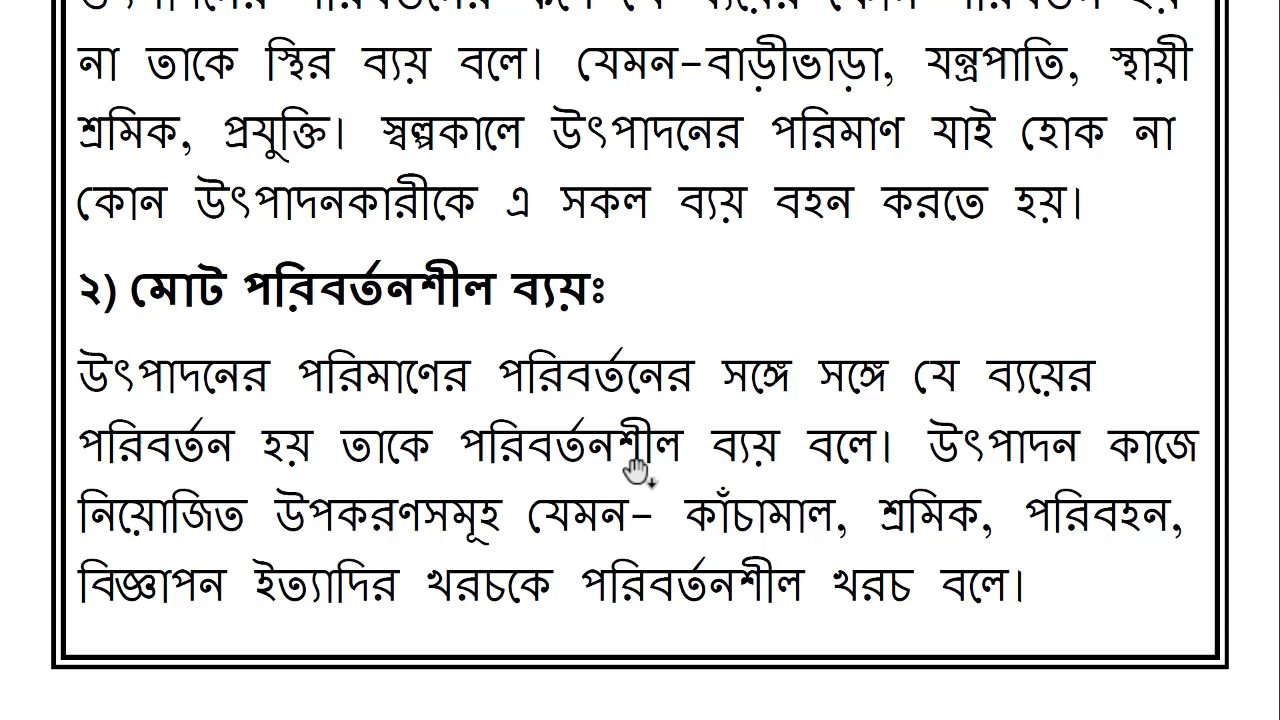 না তাকে স্থির ব্যয় বলে। যেমন-বাড়ীভাড়া, যন্ত্রপাতি, স্থায়ী
শ্রমিক, প্রযুক্তি। স্বল্পকালে উৎপাদনের পরিমাণ যাই হোক না
কোন উৎপাদনকারীকে এ সকল ব্যয় বহন করতে হয়।
২) মোট পরিবর্তনশীল ব্যয়ঃ
উৎপাদনের পরিমাণের পরিবর্তনের সঙ্গে সঙ্গে যে ব্যয়ের
পরিবর্তন হয় তাকে পরিবর্তনশীল ব্যয় বলে। উৎপাদন কাজে
নিয়োজিত উপকরণসমূহ যেমন- কাঁচামাল, শ্রমিক, পরিবহন,
বিজ্ঞাপন ইত্যাদির খরচকে পরিবর্তনশীল খরচ বলে।